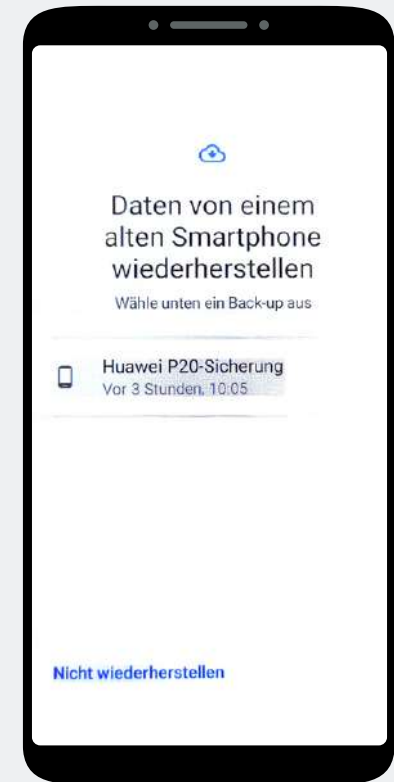 Daten von einem
alten Smartphone
wiederherstellen
Wähle unten ein Back-up aus
Huawei P20-Sicherung
Vor 3 Stunden, 10:05
Nicht wiederherstellen